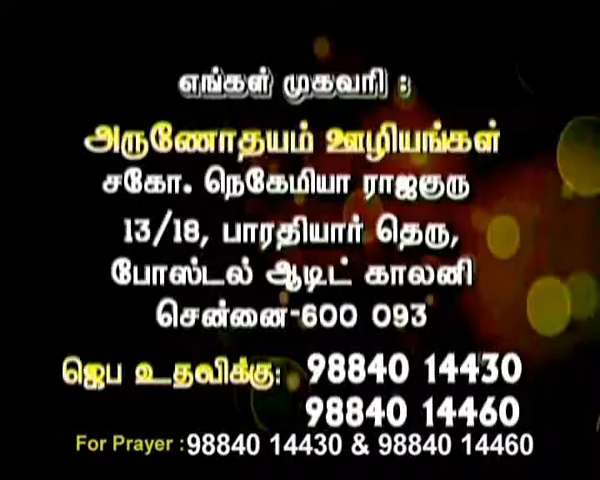 எங்கள் முகவரி :
அருணோதயம் ஊழியங்கள்
சகோ. நெகேமியா ராஜகுரு
13/18, பாரதியார் தெரு,
போஸ்டல் ஆடிட் காலனி
சென்னை-600 093
ஜெப உதவிக்கு: 98840 14430
98840 14460
For Prayer :98840 14430 & 98840 14460